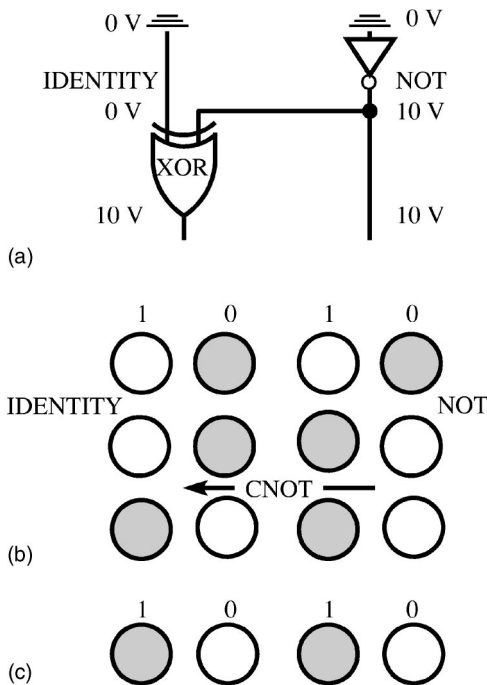 0 V 0 V
IDENTITY NOT
0 V 10 V
XOR
10 V 10 V
(a)
1 0 1 0
IDENTITY NOT
CNOT
(b)
1 0 1 0
(c)